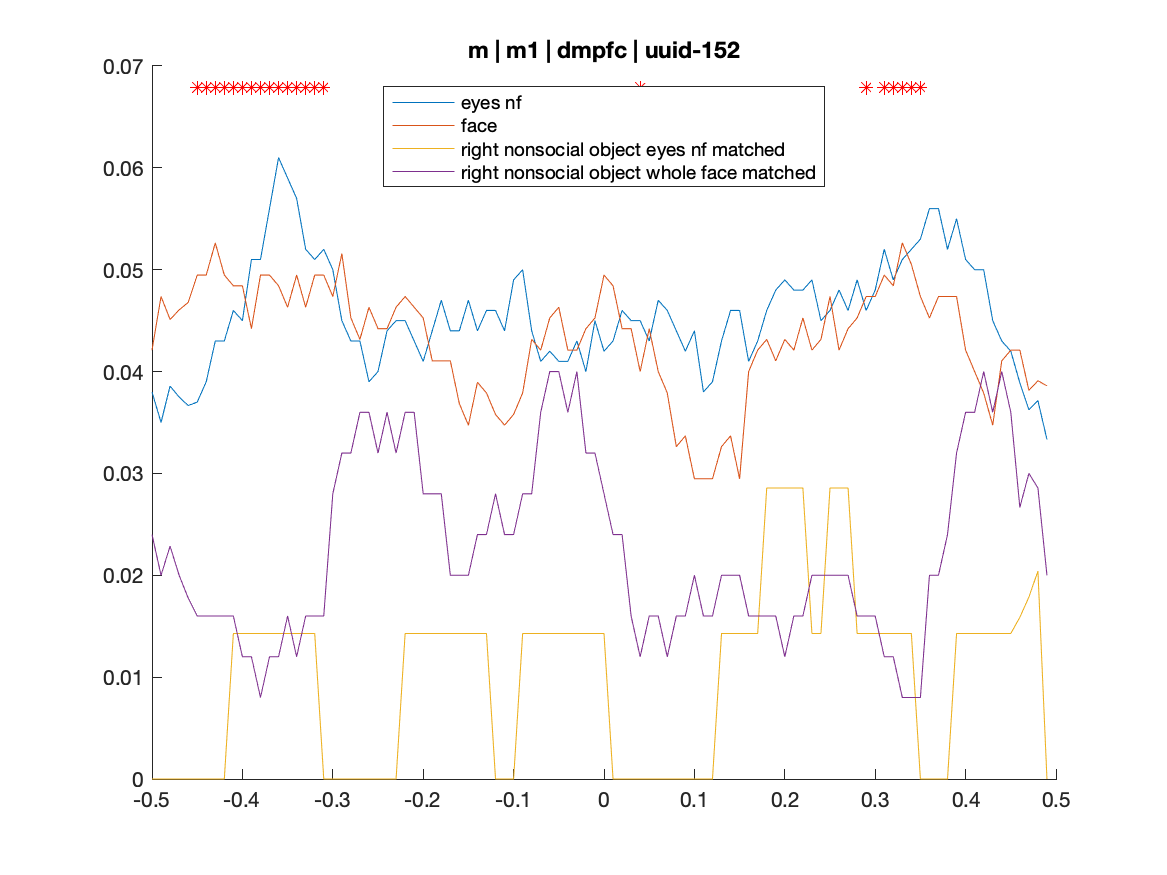 m | m1 | dmpfc | uuid-152
0.07
0.06
0.05
0.04
0.03
0.02
0.01
0
eyes nf
face
right nonsocial object eyes nf matched
right nonsocial object whole face matched
-0.5 -0.4 -0.3 -0.2 -0.1 0 0.1 0.2 0.3 0.4 0.5